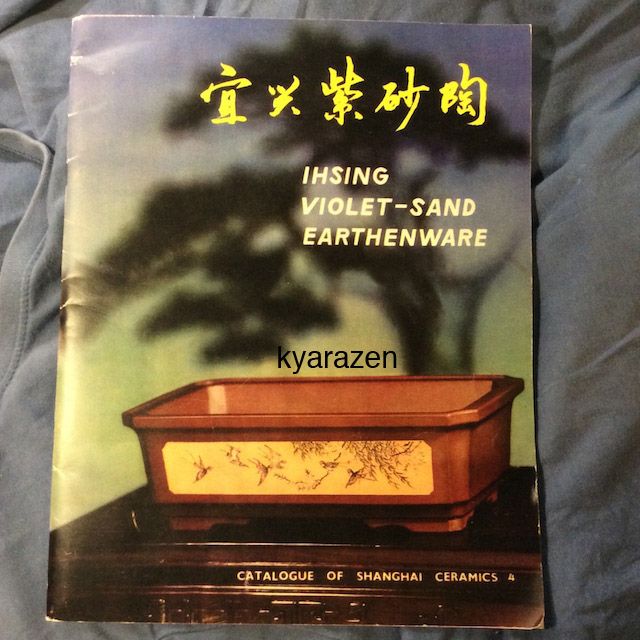 宜兴紫砂陶
IHSING
VIOLET-SAND
EARTHENWARE
kyarazen
CATALOGUE OF SHANGHAI CERAMICS 4